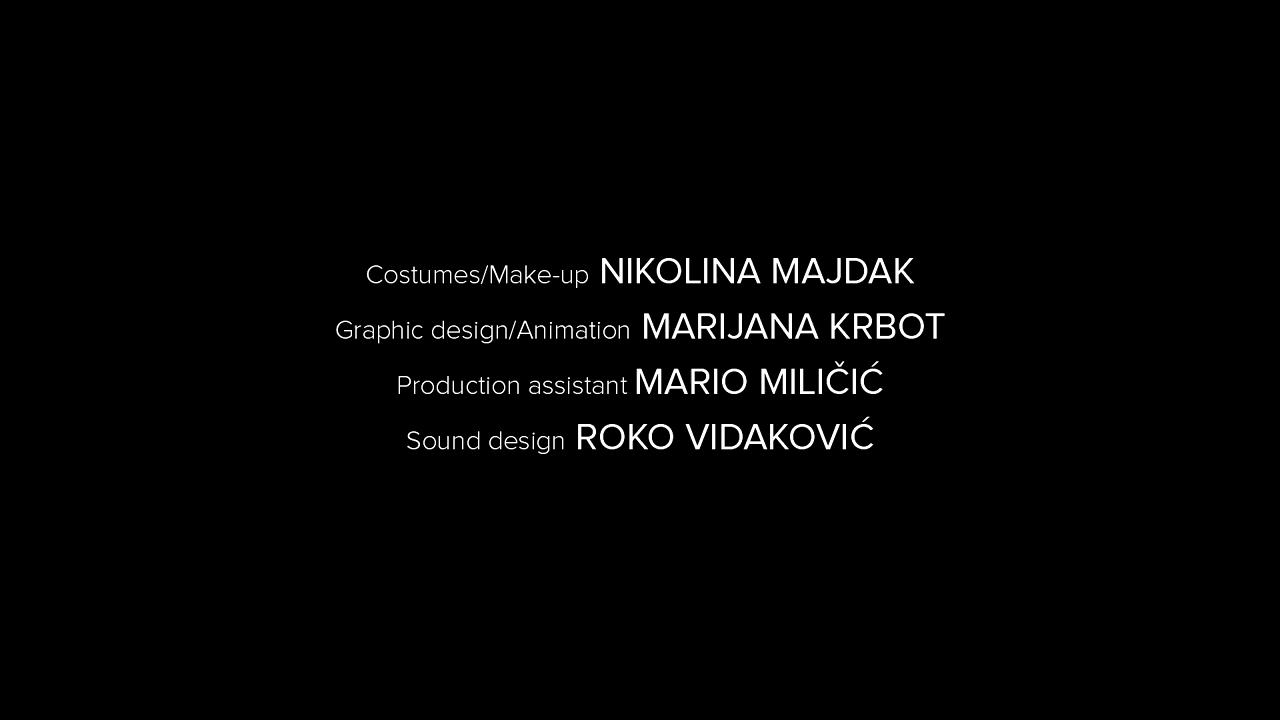 Costumes/Make-up NIKOLINA MAJDAK
Graphic design/Animation MARIJANA KRBOT
Production assistant MARIO MILIČIĆ
Sound design ROKO VIDAKOVIĆ